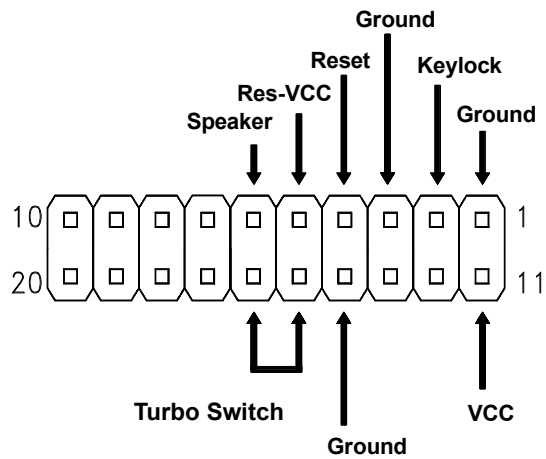 Ground
Reset
Keylock
Res-VCC
Speaker
Ground
10
1
20
11
Turbo Switch
VCC
Ground